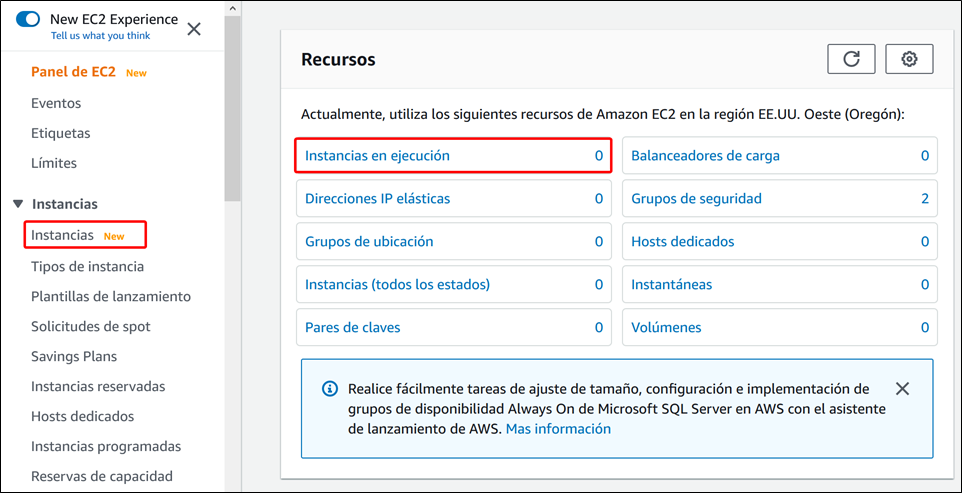 New EC2 Experience
Tell us what you think
Panel de EC2 New
Eventos
Etiquetas
Límites
Instancias
Instancias New
Tipos de instancia
Plantillas de lanzamiento
Solicitudes de spot
Savings Plans
Instancias reservadas
Hosts dedicados
Instancias programadas
Reservas de capacidad
Recursos
Actualmente, utiliza los siguientes recursos de Amazon EC2 en la región EE.UU. Oeste (Oregón):
Instancias en ejecución 0
Balanceadores de carga 0
Direcciones IP elásticas 0
Grupos de seguridad 2
Grupos de ubicación 0
Hosts dedicados 0
Instancias (todos los estados) 0
Instantáneas 0
Pares de claves 0
Volúmenes 0
Realice fácilmente tareas de ajuste de tamaño, configuración e implementación de
grupos de disponibilidad Always On de Microsoft SQL Server en AWS con el asistente
de lanzamiento de AWS. Mas información